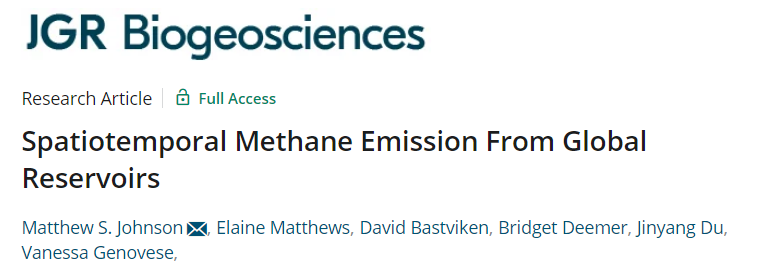 JGR Biogeosciences
Research Article Full Access
Spatiotemporal Methane Emission From Global
Reservoirs
Matthew S. Johnson, Elaine Matthews, David Bastviken, Bridget Deemer, Jinyang Du,
Vanessa Genovese,